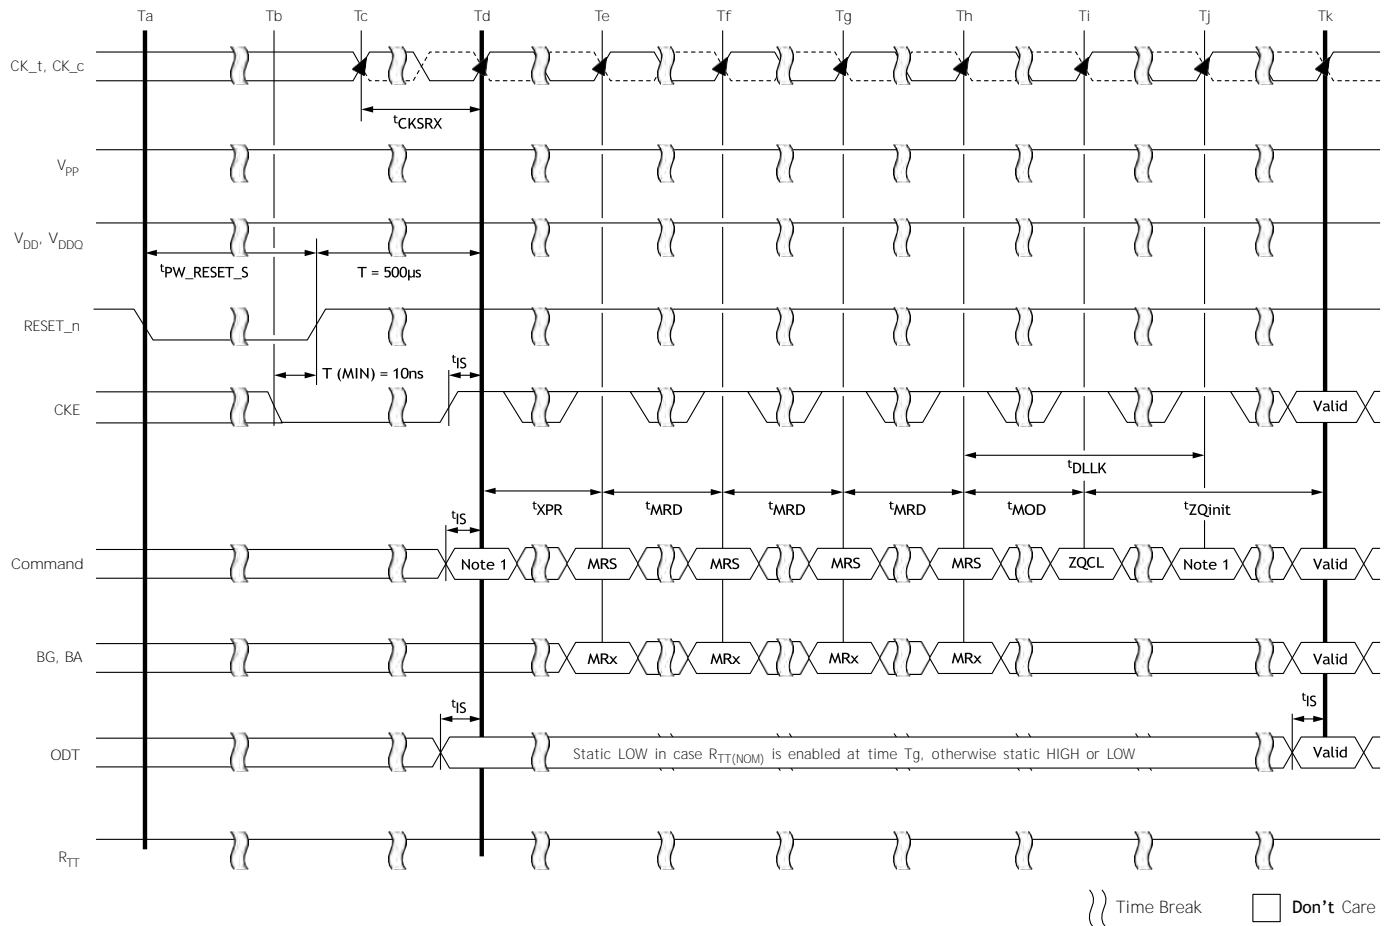 Ta Tb Tc Td Te Tf Tg Th Ti Tj Tk
CK_t, CK_c
tCKSRX
VPP
VDD, VDDQ
tPW_RESET_S T = 500µs
RESET_n
T (MIN) = 10ns tIS
CKE Valid
tDLLK
tXPR tMRD tMRD tMRD tMOD tZQinit
tIS
Command Note 1 MRS MRS MRS MRS ZQCL Note 1 Valid
BG, BA MRx MRx MRx MRx Valid
tIS tIS
ODT Static LOW in case RTT(NOM) is enabled at time Tg, otherwise static HIGH or LOW Valid
RTT
Time Break Don't Care